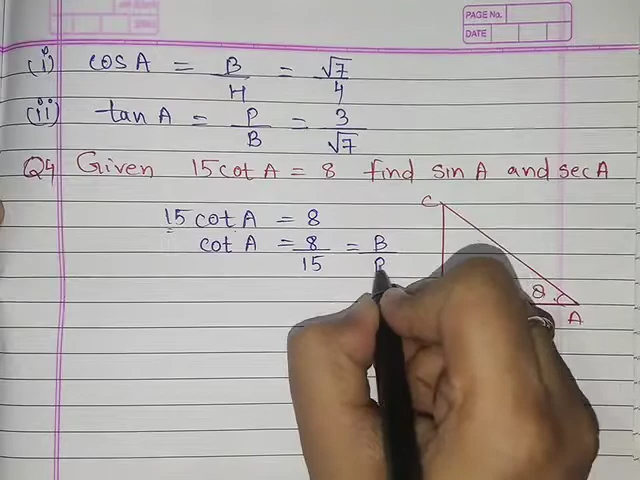 PAGE No.
DATE
(i) cos A = B/H = √7/4
(ii) tan A = P/B = 3/√7
Q4 Given 15 cot A = 8 find sin A and sec A
15 cot A = 8
cot A = 8/15 = B/P
C
8
A